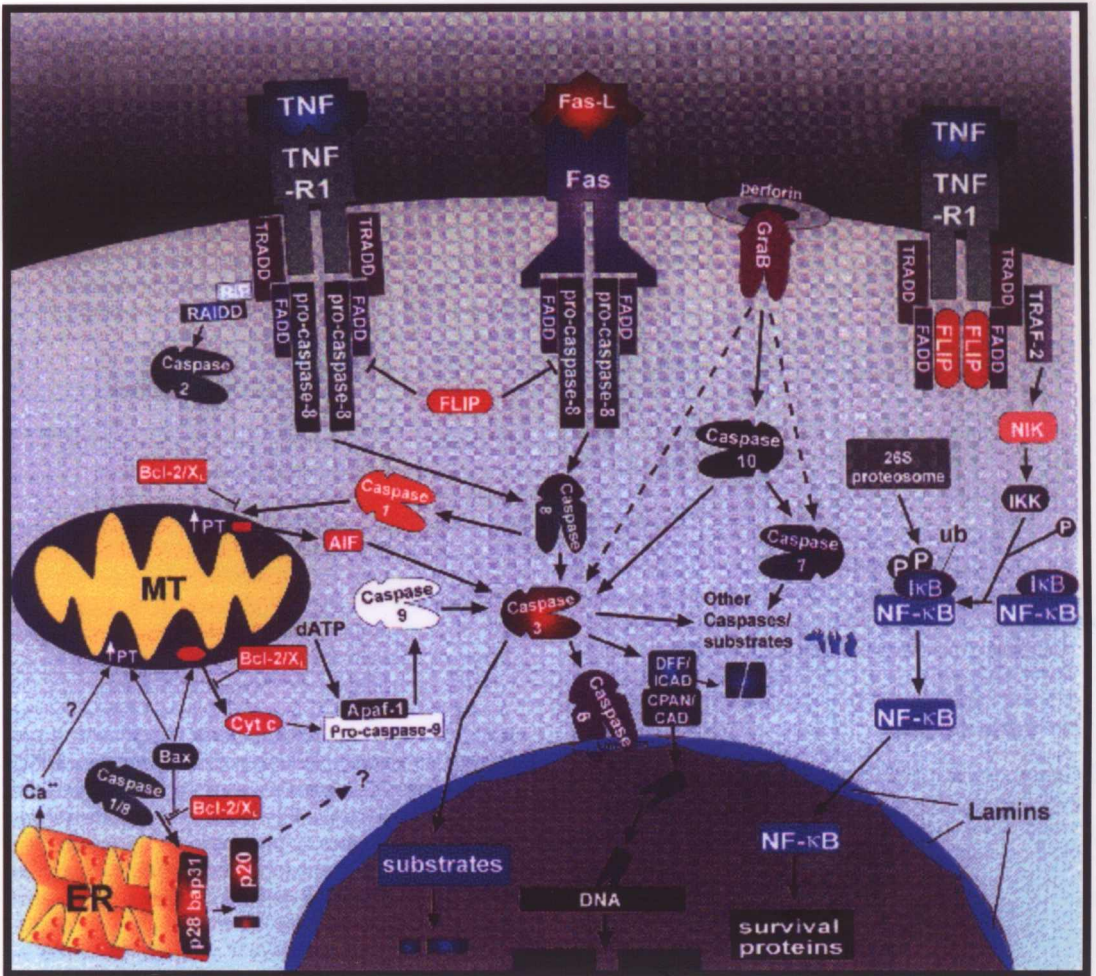 TNF
TNF
-R1
TRADD
TRADD
RIP
RAIDD
FADD
pro-caspase-8
pro-caspase-8
FADD
Caspase
2
Fas-L
Fas
FADD
pro-caspase-8
pro-caspase-8
FADD
FLIP
perforin
GraB
TNF
TNF
-R1
TRADD
TRADD
TRAF-2
FADD
FLIP
FLIP
FADD
NIK
IKK
P
26S
proteosome
ub
P
P
IκB
NF-κB
IκB
NF-κB
NF-κB
Caspase
10
Caspase
7
Other
Caspases/
substrates
Bcl-2/XL
Caspase
1
Caspase
8
PT
AIF
MT
Caspase
9
Caspase
3
dATP
PT
Bcl-2/XL
Apaf-1
Pro-caspase-9
Cyt c
DFF/
ICAD
CPAN/
CAD
Caspase
6
?
Bax
Ca++
Caspase
1/8
Bcl-2/XL
?
ER
p28 bap31
p20
substrates
DNA
NF-κB
survival
proteins
Lamins